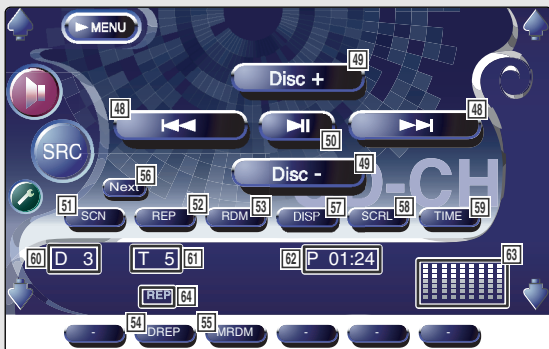 ►MENU
49
Disc +
48
48
50
SRC
49
Disc -
CD-CH
56
Next
51
52
53
57
58
59
SCN
REP
RDM
DISP
SCRL
TIME
60
D 3
T 5
61
62
P 01:24
63
REP
64
54
55
-
DREP
MRDM
-
-
-